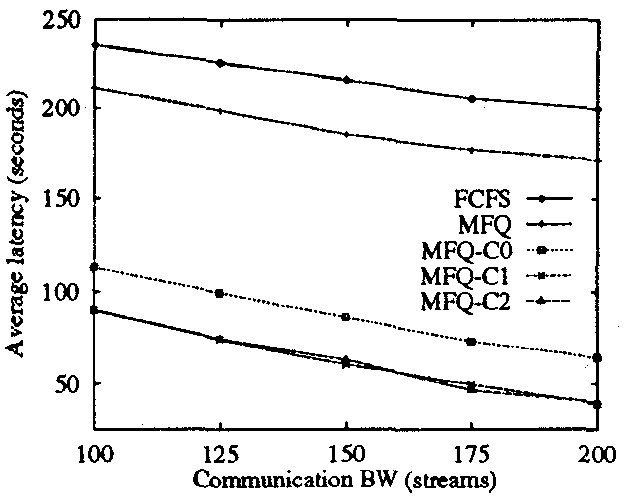 250
200
150
100
50
Average latency (seconds)
FCFS
MFQ
MFQ-C0
MFQ-C1
MFQ-C2
100 125 150 175 200
Communication BW (streams)